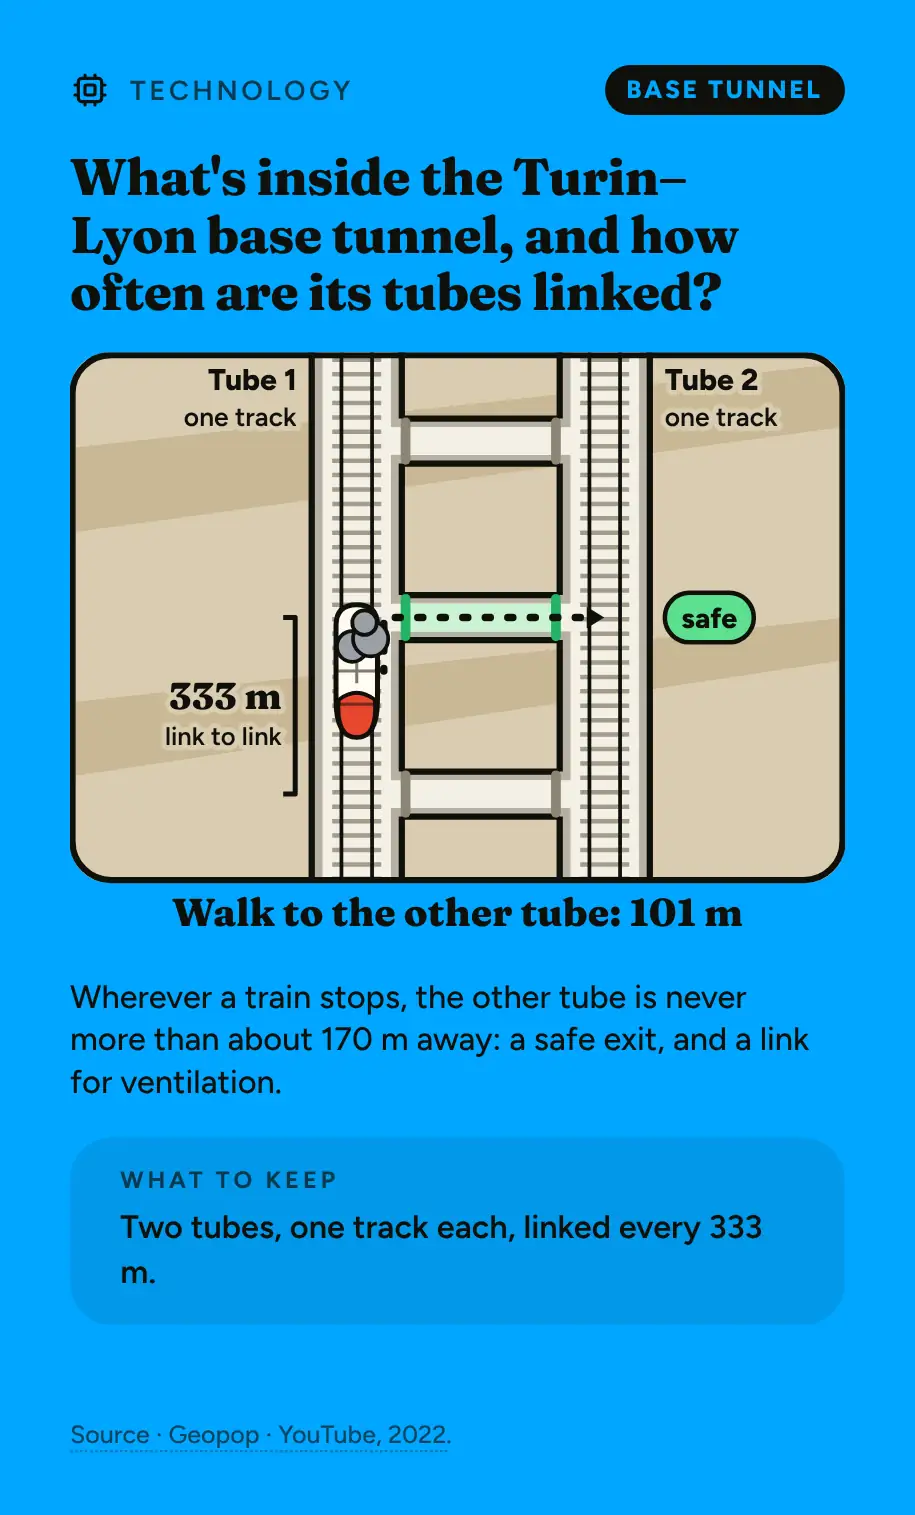 TECHNOLOGY
BASE TUNNEL
What's inside the Turin–
Lyon base tunnel, and how
often are its tubes linked?
Tube 1
one track
Tube 2
one track
safe
333 m
link to link
Walk to the other tube: 101 m
Wherever a train stops, the other tube is never
more than about 170 m away: a safe exit, and a link
for ventilation.
WHAT TO KEEP
Two tubes, one track each, linked every 333
m.
Source · Geopop · YouTube, 2022.